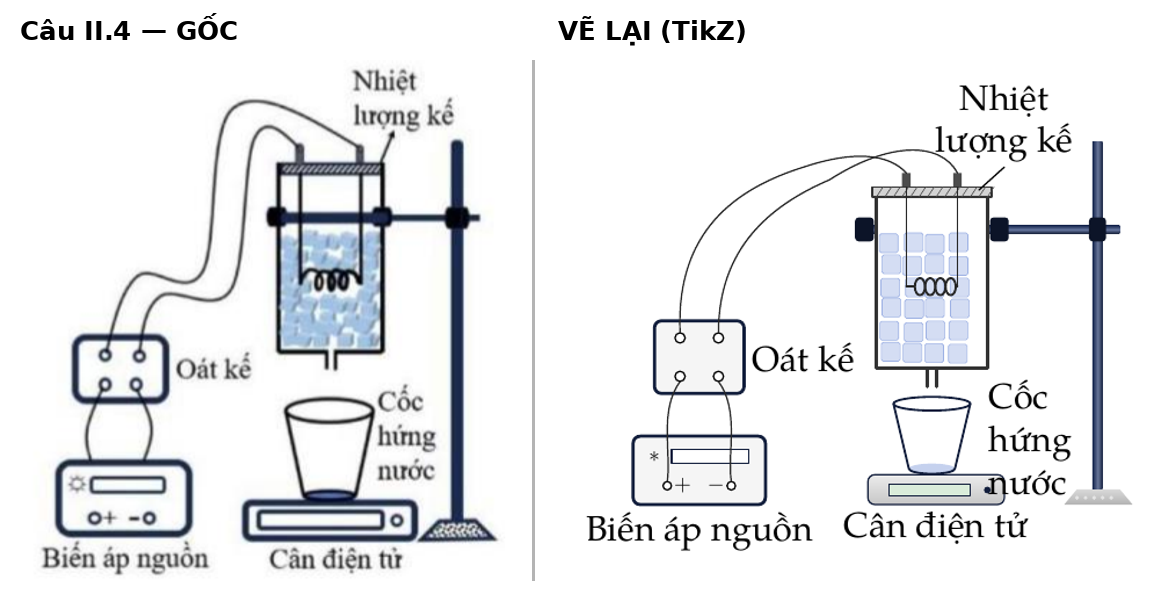 Câu II.4 — GỐC
Nhiệt
lượng kế
Oát kế
Cốc
hứng
nước
+ −
Biến áp nguồn
Cân điện tử
VẼ LẠI (TikZ)
Nhiệt
lượng kế
Oát kế
Cốc
hứng
nước
* 
+ −
Biến áp nguồn
Cân điện tử